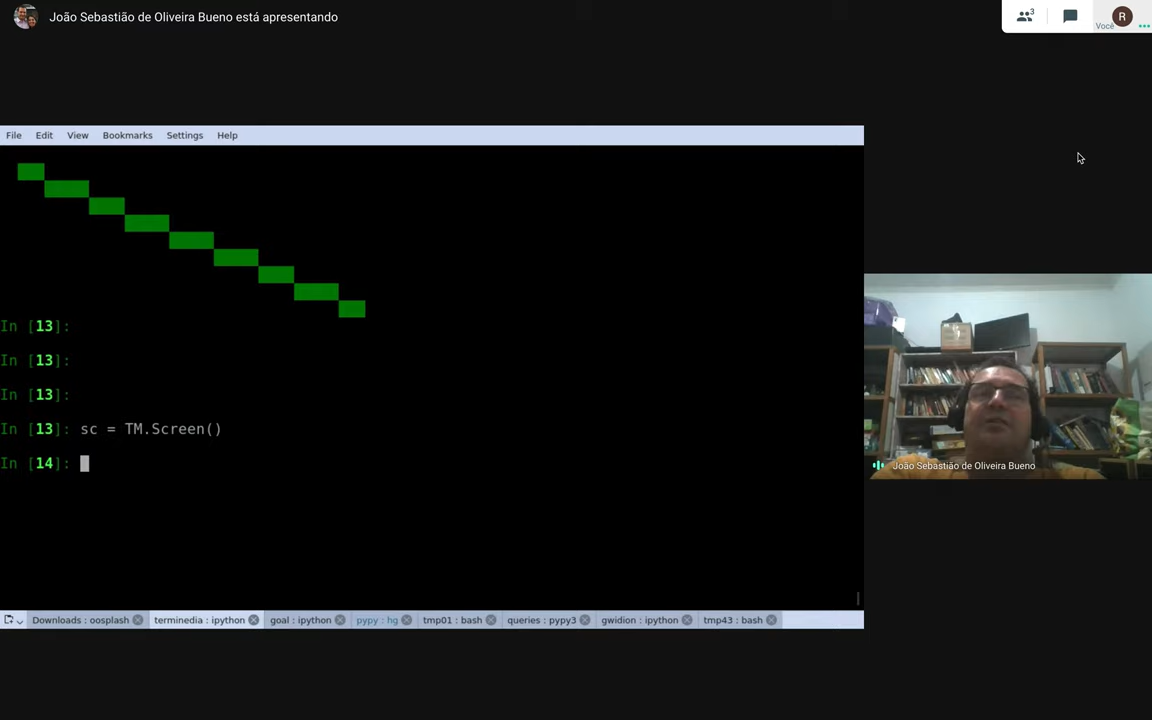 João Sebastião de Oliveira Bueno está apresentando
3
Você
R
File Edit View Bookmarks Settings Help
In [13]:
In [13]:
In [13]:
In [13]: sc = TM.Screen()
In [14]:
João Sebastião de Oliveira Bueno
Downloads : oosplash terminedia : ipython goal : ipython pypy : hg tmp01 : bash queries : pypy3 gwidion : ipython tmp43 : bash